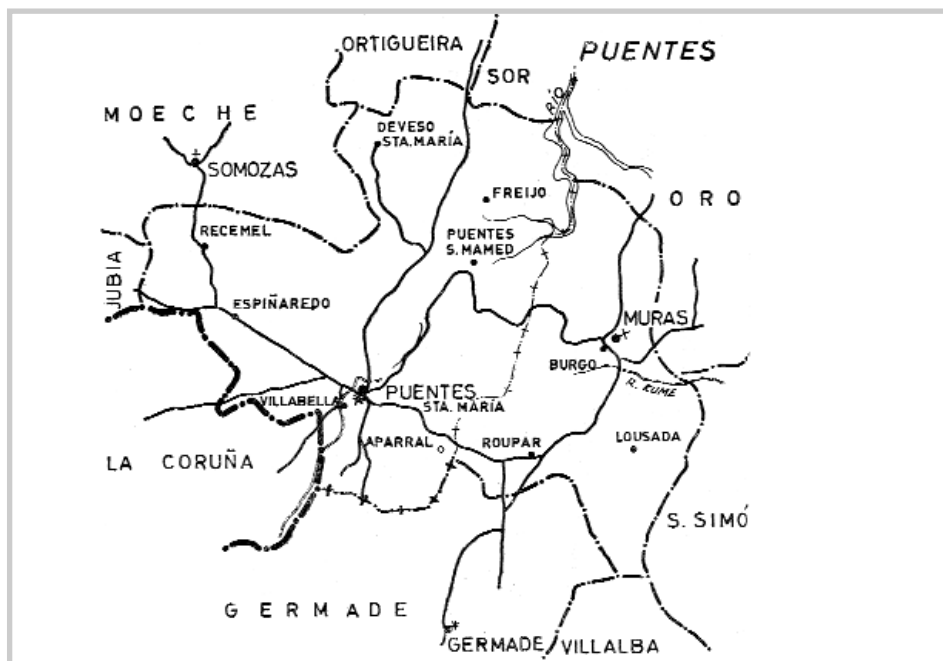 ORTIGUEIRA
PUENTES
SOR
RIO
MOECHE
DEVESO
STA. MARÍA
SOMOZAS
FREIJO
ORO
RECEMEL
PUENTES
S. MAMED
JUBIA
ESPIÑAREDO
MURAS
BURGO
R. EUME
PUENTES
VILLABELLA
STA. MARÍA
APARRAL
ROUPAR
LOUSADA
LA CORUÑA
S. SIMÓ
GERMADE
GERMADE
VILLALBA